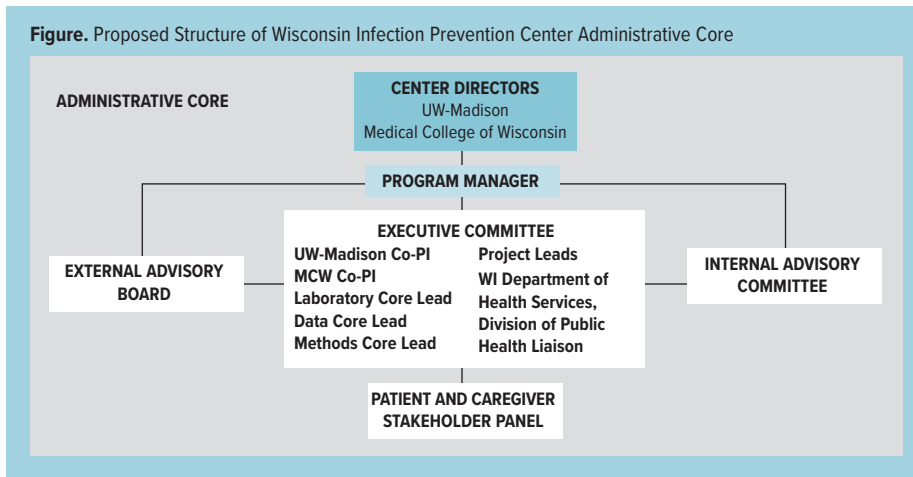 Figure. Proposed Structure of Wisconsin Infection Prevention Center Administrative Core
ADMINISTRATIVE CORE
CENTER DIRECTORS
UW-Madison
Medical College of Wisconsin
PROGRAM MANAGER
EXTERNAL ADVISORY
BOARD
EXECUTIVE COMMITTEE
UW-Madison Co-PI
MCW Co-PI
Laboratory Core Lead
Data Core Lead
Methods Core Lead
Project Leads
WI Department of
Health Services,
Division of Public
Health Liaison
INTERNAL ADVISORY
COMMITTEE
PATIENT AND CAREGIVER
STAKEHOLDER PANEL